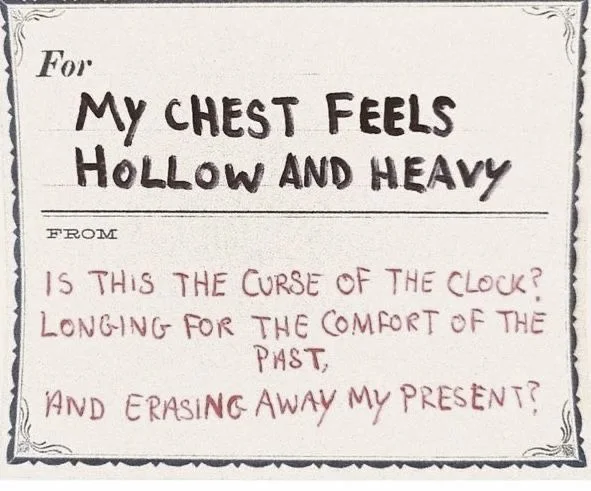 For
MY CHEST FEELS
HOLLOW AND HEAVY
FROM
IS THIS THE CURSE OF THE CLOCK?
LONGING FOR THE COMFORT OF THE
PAST,
AND ERASING AWAY MY PRESENT?